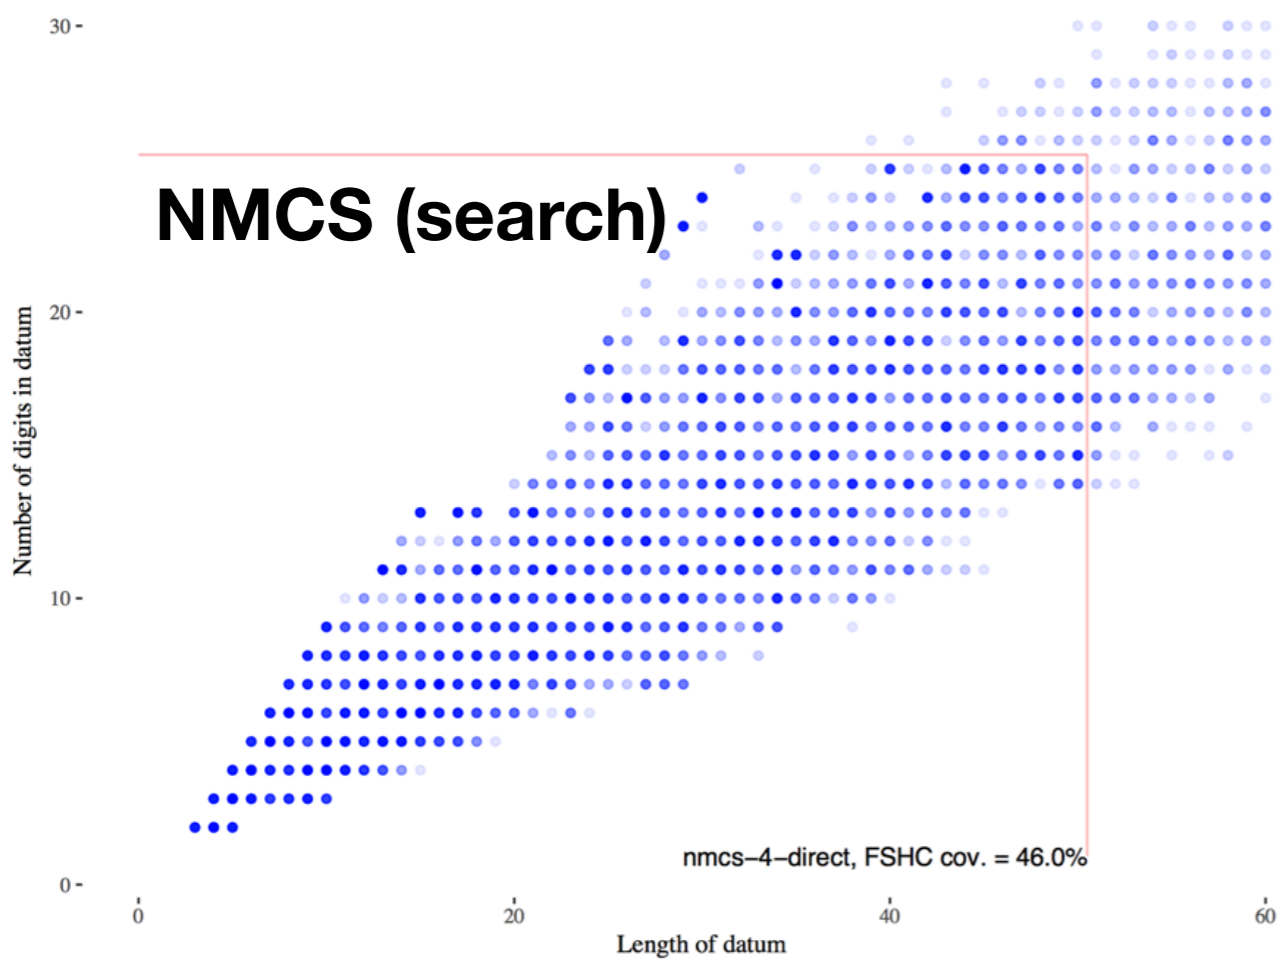 30
NMCS (search)
20
Number of digits in datum
10
nmcs-4-direct, FSHC cov. = 46.0%
0
0 20 40 60
Length of datum